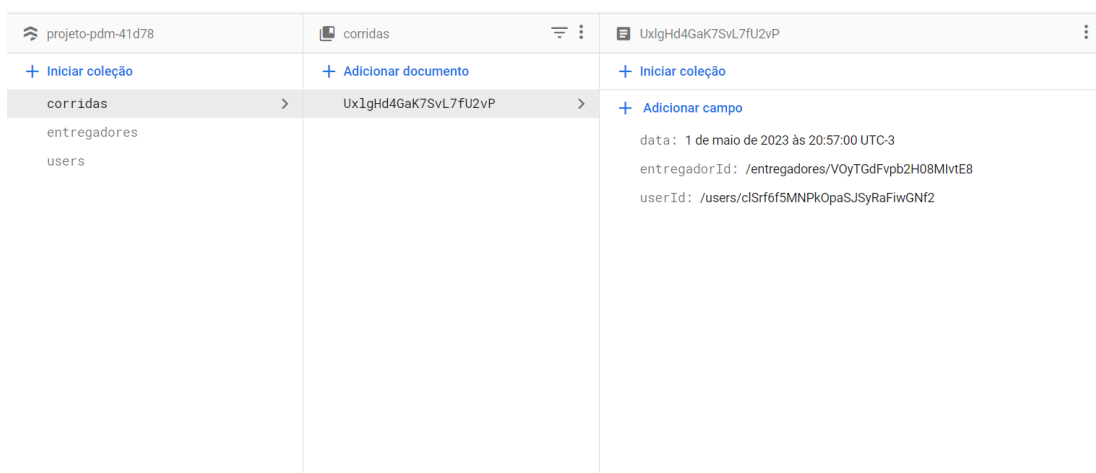 projeto-pdm-41d78
Iniciar coleção
corridas
entregadores
users
corridas
Adicionar documento
UxlgHd4GaK7SvL7fU2vP
UxlgHd4GaK7SvL7fU2vP
Iniciar coleção
Adicionar campo
data: 1 de maio de 2023 às 20:57:00 UTC-3
entregadorId: /entregadores/VOyTGdFvpb2H08MlvtE8
userId: /users/clSrf6f5MNPkOpaSJSyRaFiwGNf2